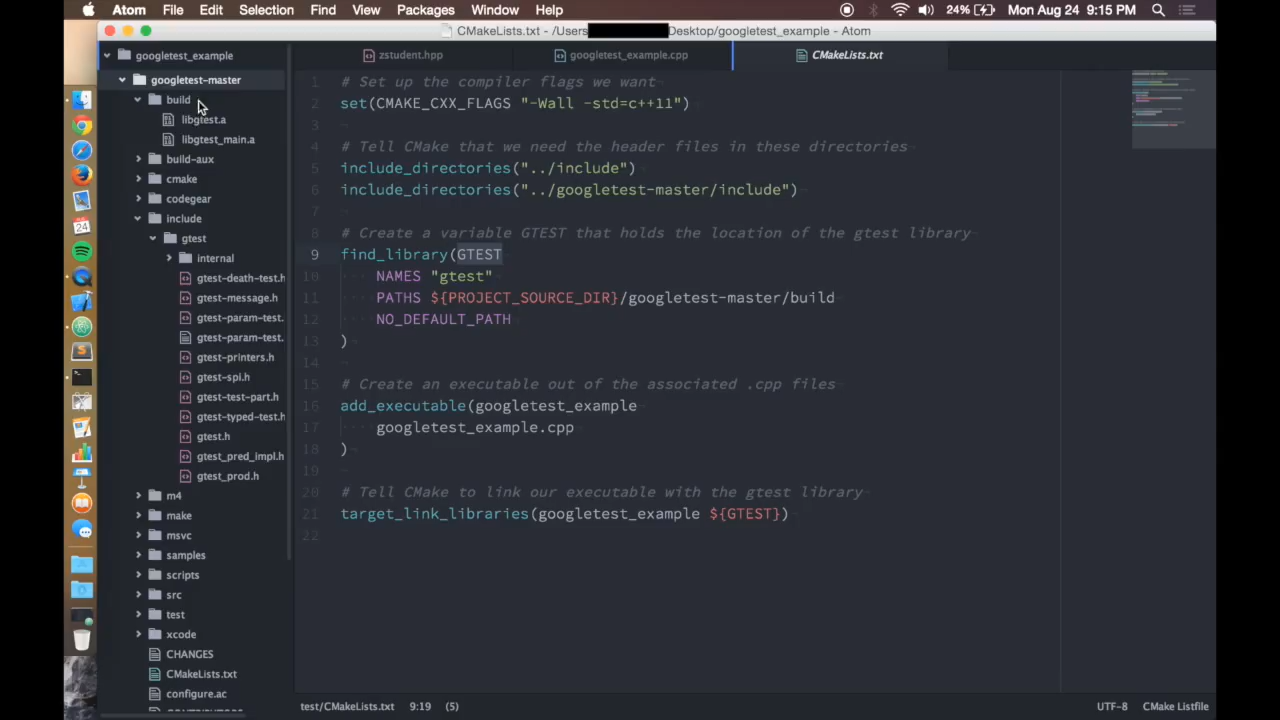 Atom File Edit Selection Find View Packages Window Help 24% Mon Aug 24 9:15 PM
CMakeLists.txt - /Users Desktop/googletest_example - Atom
googletest_example
googletest-master
build
libgtest.a
libgtest_main.a
build-aux
cmake
codegear
include
gtest
internal
gtest-death-test.h
gtest-message.h
gtest-param-test.
gtest-param-test.
gtest-printers.h
gtest-spi.h
gtest-test-part.h
gtest-typed-test.h
gtest.h
gtest_pred_impl.h
gtest_prod.h
m4
make
msvc
samples
scripts
src
test
xcode
CHANGES
CMakeLists.txt
configure.ac
zstudent.hpp googletest_example.cpp CMakeLists.txt
1 # Set up the compiler flags we want
2 set(CMAKE_CXX_FLAGS "-Wall -std=c++11")
3
4 # Tell CMake that we need the header files in these directories
5 include_directories("../include")
6 include_directories("../googletest-master/include")
7
8 # Create a variable GTEST that holds the location of the gtest library
9 find_library(GTEST
10 NAMES "gtest"
11 PATHS ${PROJECT_SOURCE_DIR}/googletest-master/build
12 NO_DEFAULT_PATH
13 )
14
15 # Create an executable out of the associated .cpp files
16 add_executable(googletest_example
17 googletest_example.cpp
18 )
19
20 # Tell CMake to link our executable with the gtest library
21 target_link_libraries(googletest_example ${GTEST})
22
test/CMakeLists.txt 9:19 (5) UTF-8 CMake Listfile
24